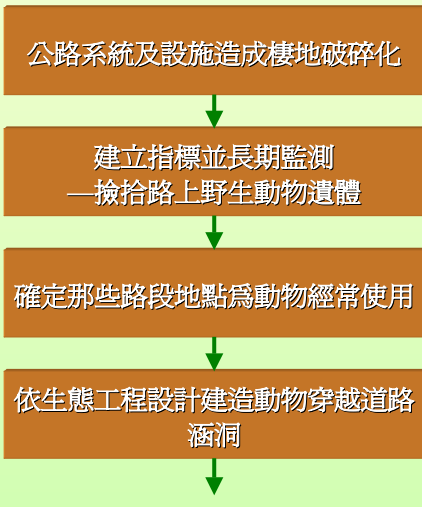 公路系統及設施造成棲地破碎化
建立指標並長期監測
—撿拾路上野生動物遺體
確定那些路段地點為動物經常使用
依生態工程設計建造動物穿越道路
涵洞